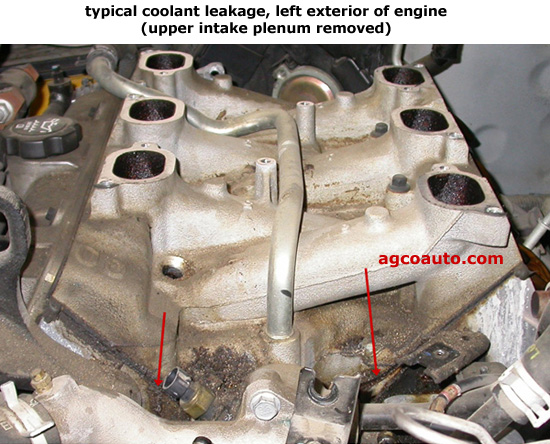 typical coolant leakage, left exterior of engine
(upper intake plenum removed)
agcoauto.com